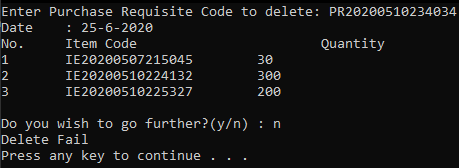 Enter Purchase Requisite Code to delete: PR20200510234034
Date    : 25-6-2020
No.     Item Code                       Quantity
1       IE20200507215045        30
2       IE20200510224132        300
3       IE20200510225327        200
Do you wish to go further?(y/n) : n
Delete Fail
Press any key to continue . . .